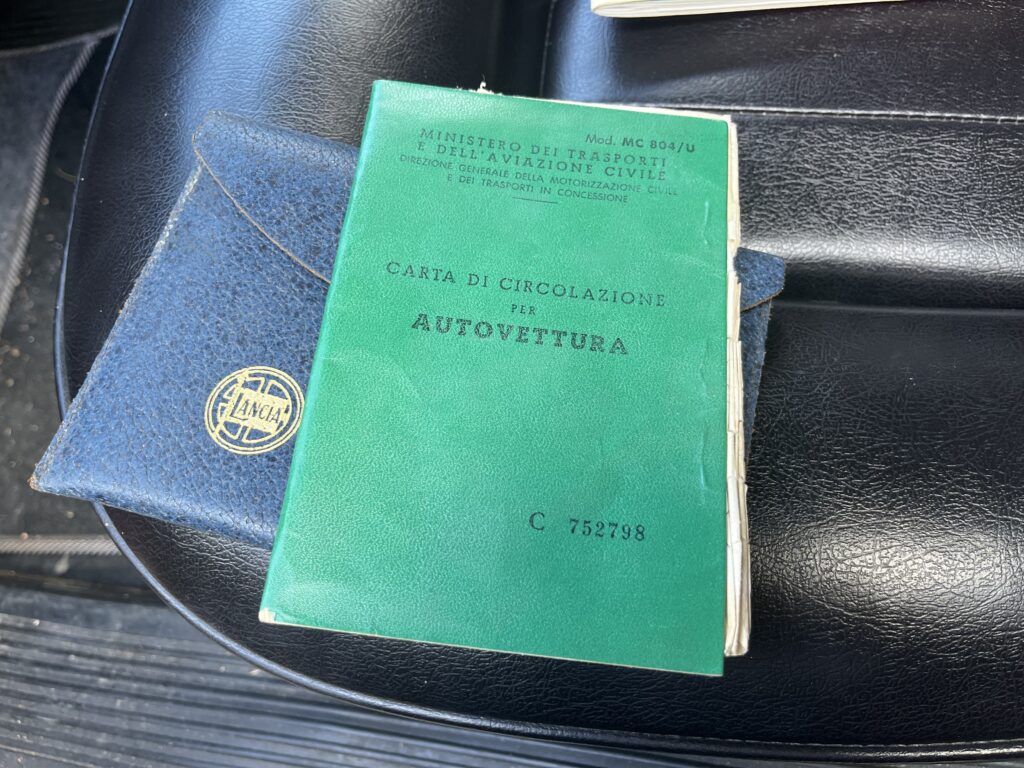 Mod. MC 804/U
MINISTERO DEI TRASPORTI
E DELL'AVIAZIONE CIVILE
DIREZIONE GENERALE DELLA MOTORIZZAZIONE CIVILE
E DEI TRASPORTI IN CONCESSIONE
CARTA DI CIRCOLAZIONE
PER
AUTOVETTURA
C 752798
LANCIA